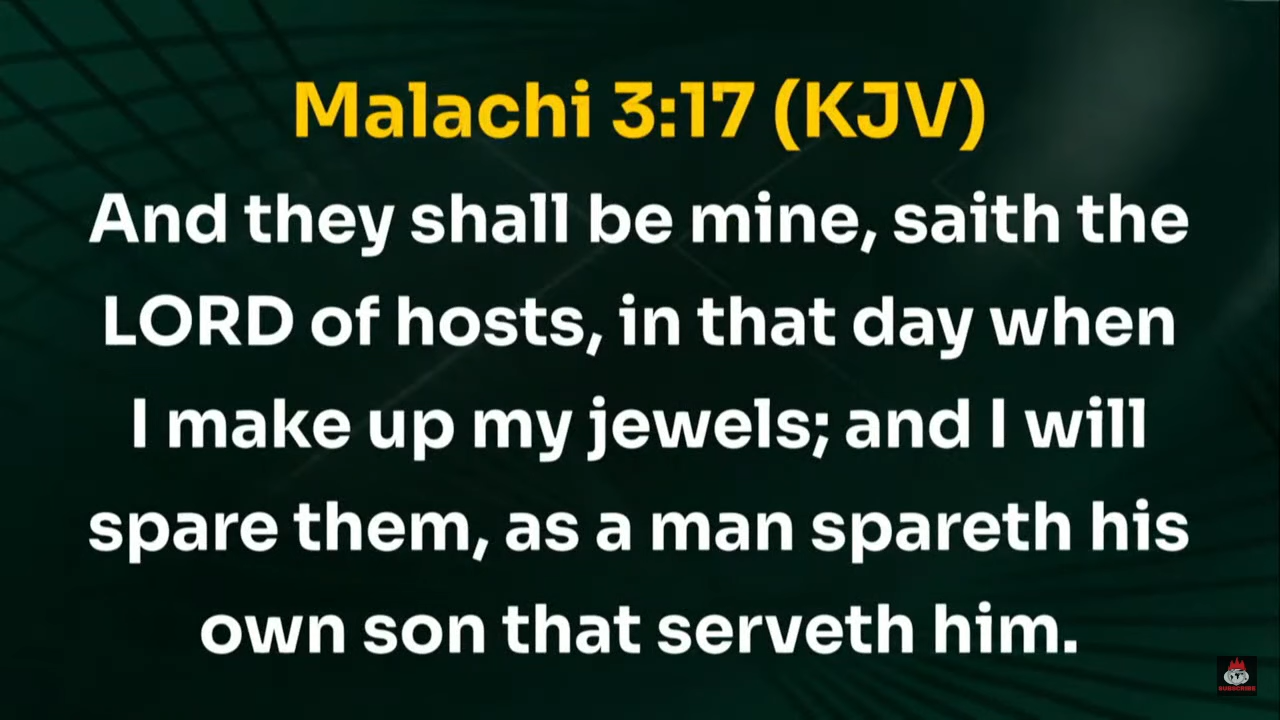 Malachi 3:17 (KJV)
And they shall be mine, saith the
LORD of hosts, in that day when
I make up my jewels; and I will
spare them, as a man spareth his
own son that serveth him.
SUBSCRIBE